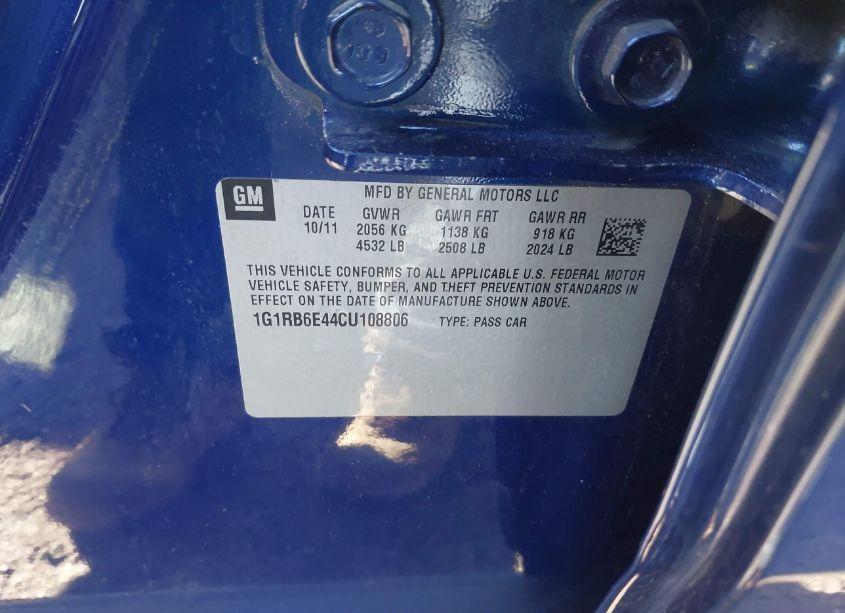 GM
MFD BY GENERAL MOTORS LLC
DATE GVWR GAWR FRT GAWR RR
10/11 2056 KG 1138 KG 918 KG
4532 LB 2508 LB 2024 LB
THIS VEHICLE CONFORMS TO ALL APPLICABLE U.S. FEDERAL MOTOR
VEHICLE SAFETY, BUMPER, AND THEFT PREVENTION STANDARDS IN
EFFECT ON THE DATE OF MANUFACTURE SHOWN ABOVE.
1G1RB6E44CU108806 TYPE: PASS CAR